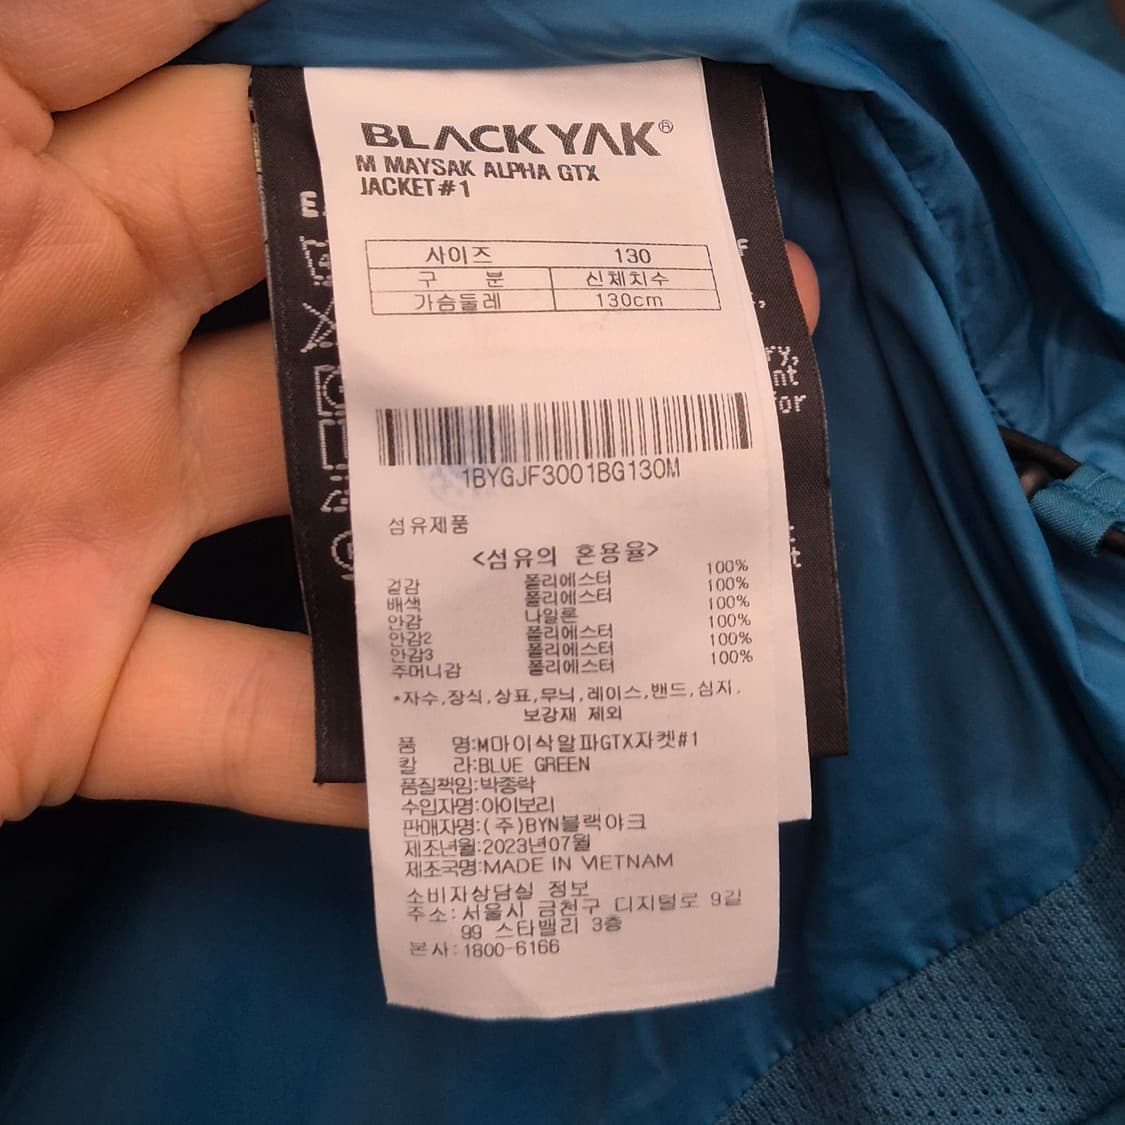 BLACKYAK®
M MAYSAK ALPHA GTX
JACKET#1
사이즈 130
구 분 신체치수
가슴둘레 130cm
1BYGJF3001BG130M
섬유제품
<섬유의 혼용율>
겉감 폴리에스터 100%
배색 폴리에스터 100%
안감 나일론 100%
안감2 폴리에스터 100%
안감3 폴리에스터 100%
주머니감 폴리에스터 100%
*자수,장식,상표,무늬,레이스,밴드,심지,
보강재 제외
품 명:M마이삭알파GTX자켓#1
칼 라:BLUE GREEN
품질책임:박종락
수입자명:아이보리
판매자명:(주)BYN블랙야크
제조년월:2023년07월
제조국명:MADE IN VIETNAM
소비자상담실 정보
주소:서울시 금천구 디지털로 9길
99 스타밸리 3층
본사:1800-6166